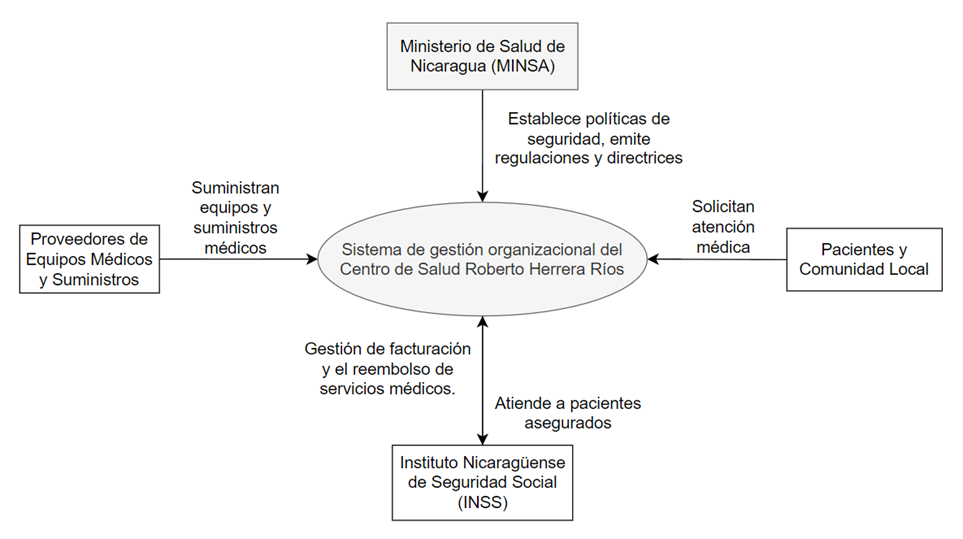 Ministerio de Salud de
Nicaragua (MINSA)
Establece políticas de
seguridad, emite
regulaciones y directrices
Suministran
equipos y
suministros
médicos
Proveedores de
Equipos Médicos
y Suministros
Sistema de gestión organizacional del
Centro de Salud Roberto Herrera Ríos
Solicitan
atención
médica
Pacientes y
Comunidad Local
Gestión de facturación
y el reembolso de
servicios médicos.
Atiende a pacientes
asegurados
Instituto Nicaragüense
de Seguridad Social
(INSS)